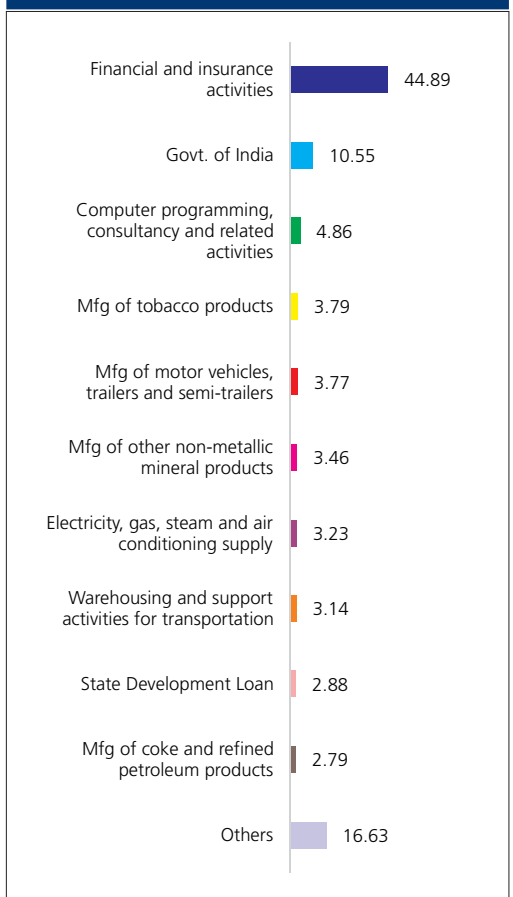 Financial and insurance
activities
44.89
Govt. of India
10.55
Computer programming,
consultancy and related
activities
4.86
Mfg of tobacco products
3.79
Mfg of motor vehicles,
trailers and semi-trailers
3.77
Mfg of other non-metallic
mineral products
3.46
Electricity, gas, steam and air
conditioning supply
3.23
Warehousing and support
activities for transportation
3.14
State Development Loan
2.88
Mfg of coke and refined
petroleum products
2.79
Others
16.63